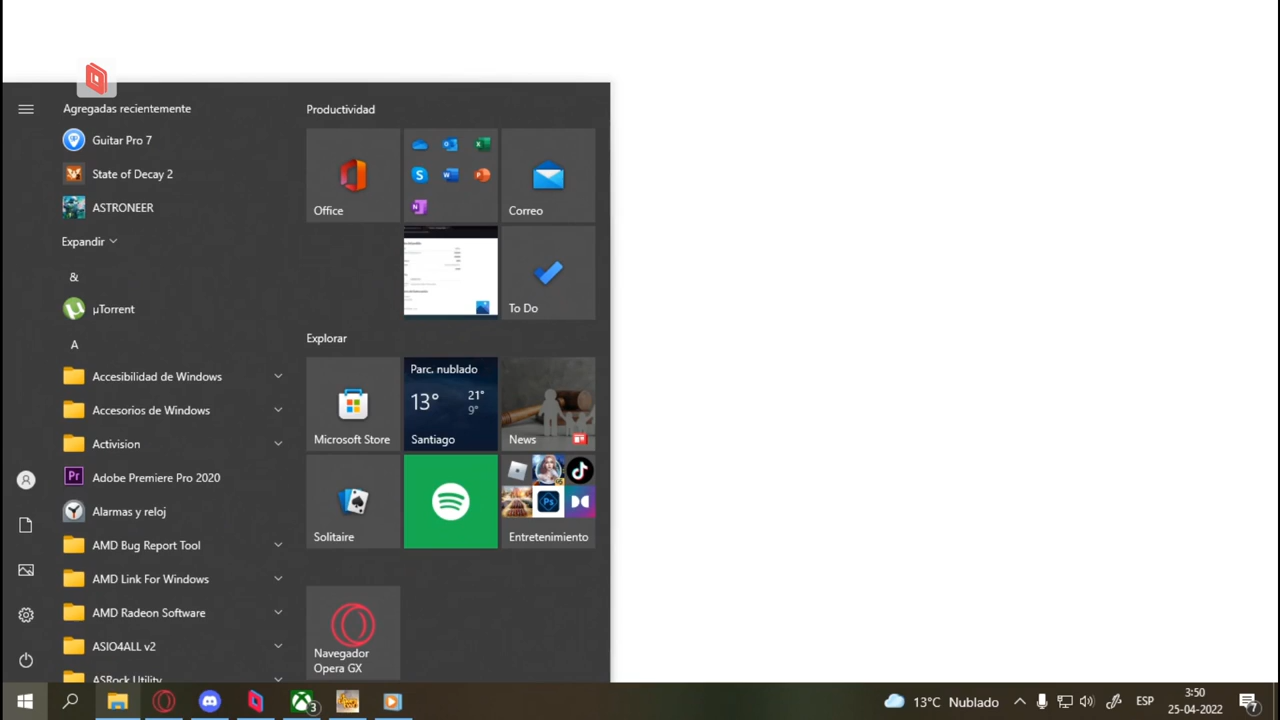 Agregadas recientemente
Guitar Pro 7
State of Decay 2
ASTRONEER
Expandir
&
µTorrent
A
Accesibilidad de Windows
Accesorios de Windows
Activision
Adobe Premiere Pro 2020
Alarmas y reloj
AMD Bug Report Tool
AMD Link For Windows
AMD Radeon Software
ASIO4ALL v2
ASRock Utility
Productividad
Office
Correo
To Do
Explorar
Microsoft Store
Parc. nublado
13° 21°
9°
Santiago
News
Solitaire
Entretenimiento
Navegador
Opera GX
3
13°C Nublado
ESP
3:50
25-04-2022
7